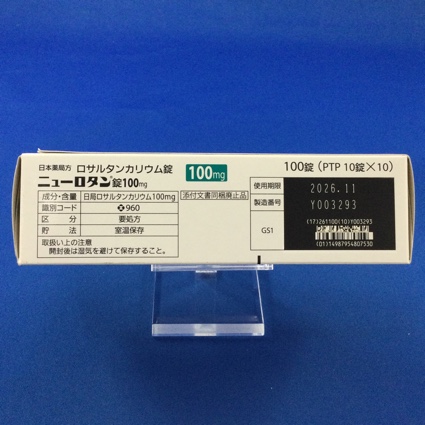 日本薬局方 ロサルタンカリウム錠
ニューロタン錠100mg
100mg
成分・含量 日局ロサルタンカリウム100mg
識別コード 960
規制区分 要処方
貯法 室温保存
取扱い上の注意
開封後は湿気を避けて保存すること。
添付文書同梱廃止品
100錠(PTP 10錠×10)
使用期限 2026.11
製造番号 Y003293
GS1
(17)261100(10)Y003293
(01)14987954807530